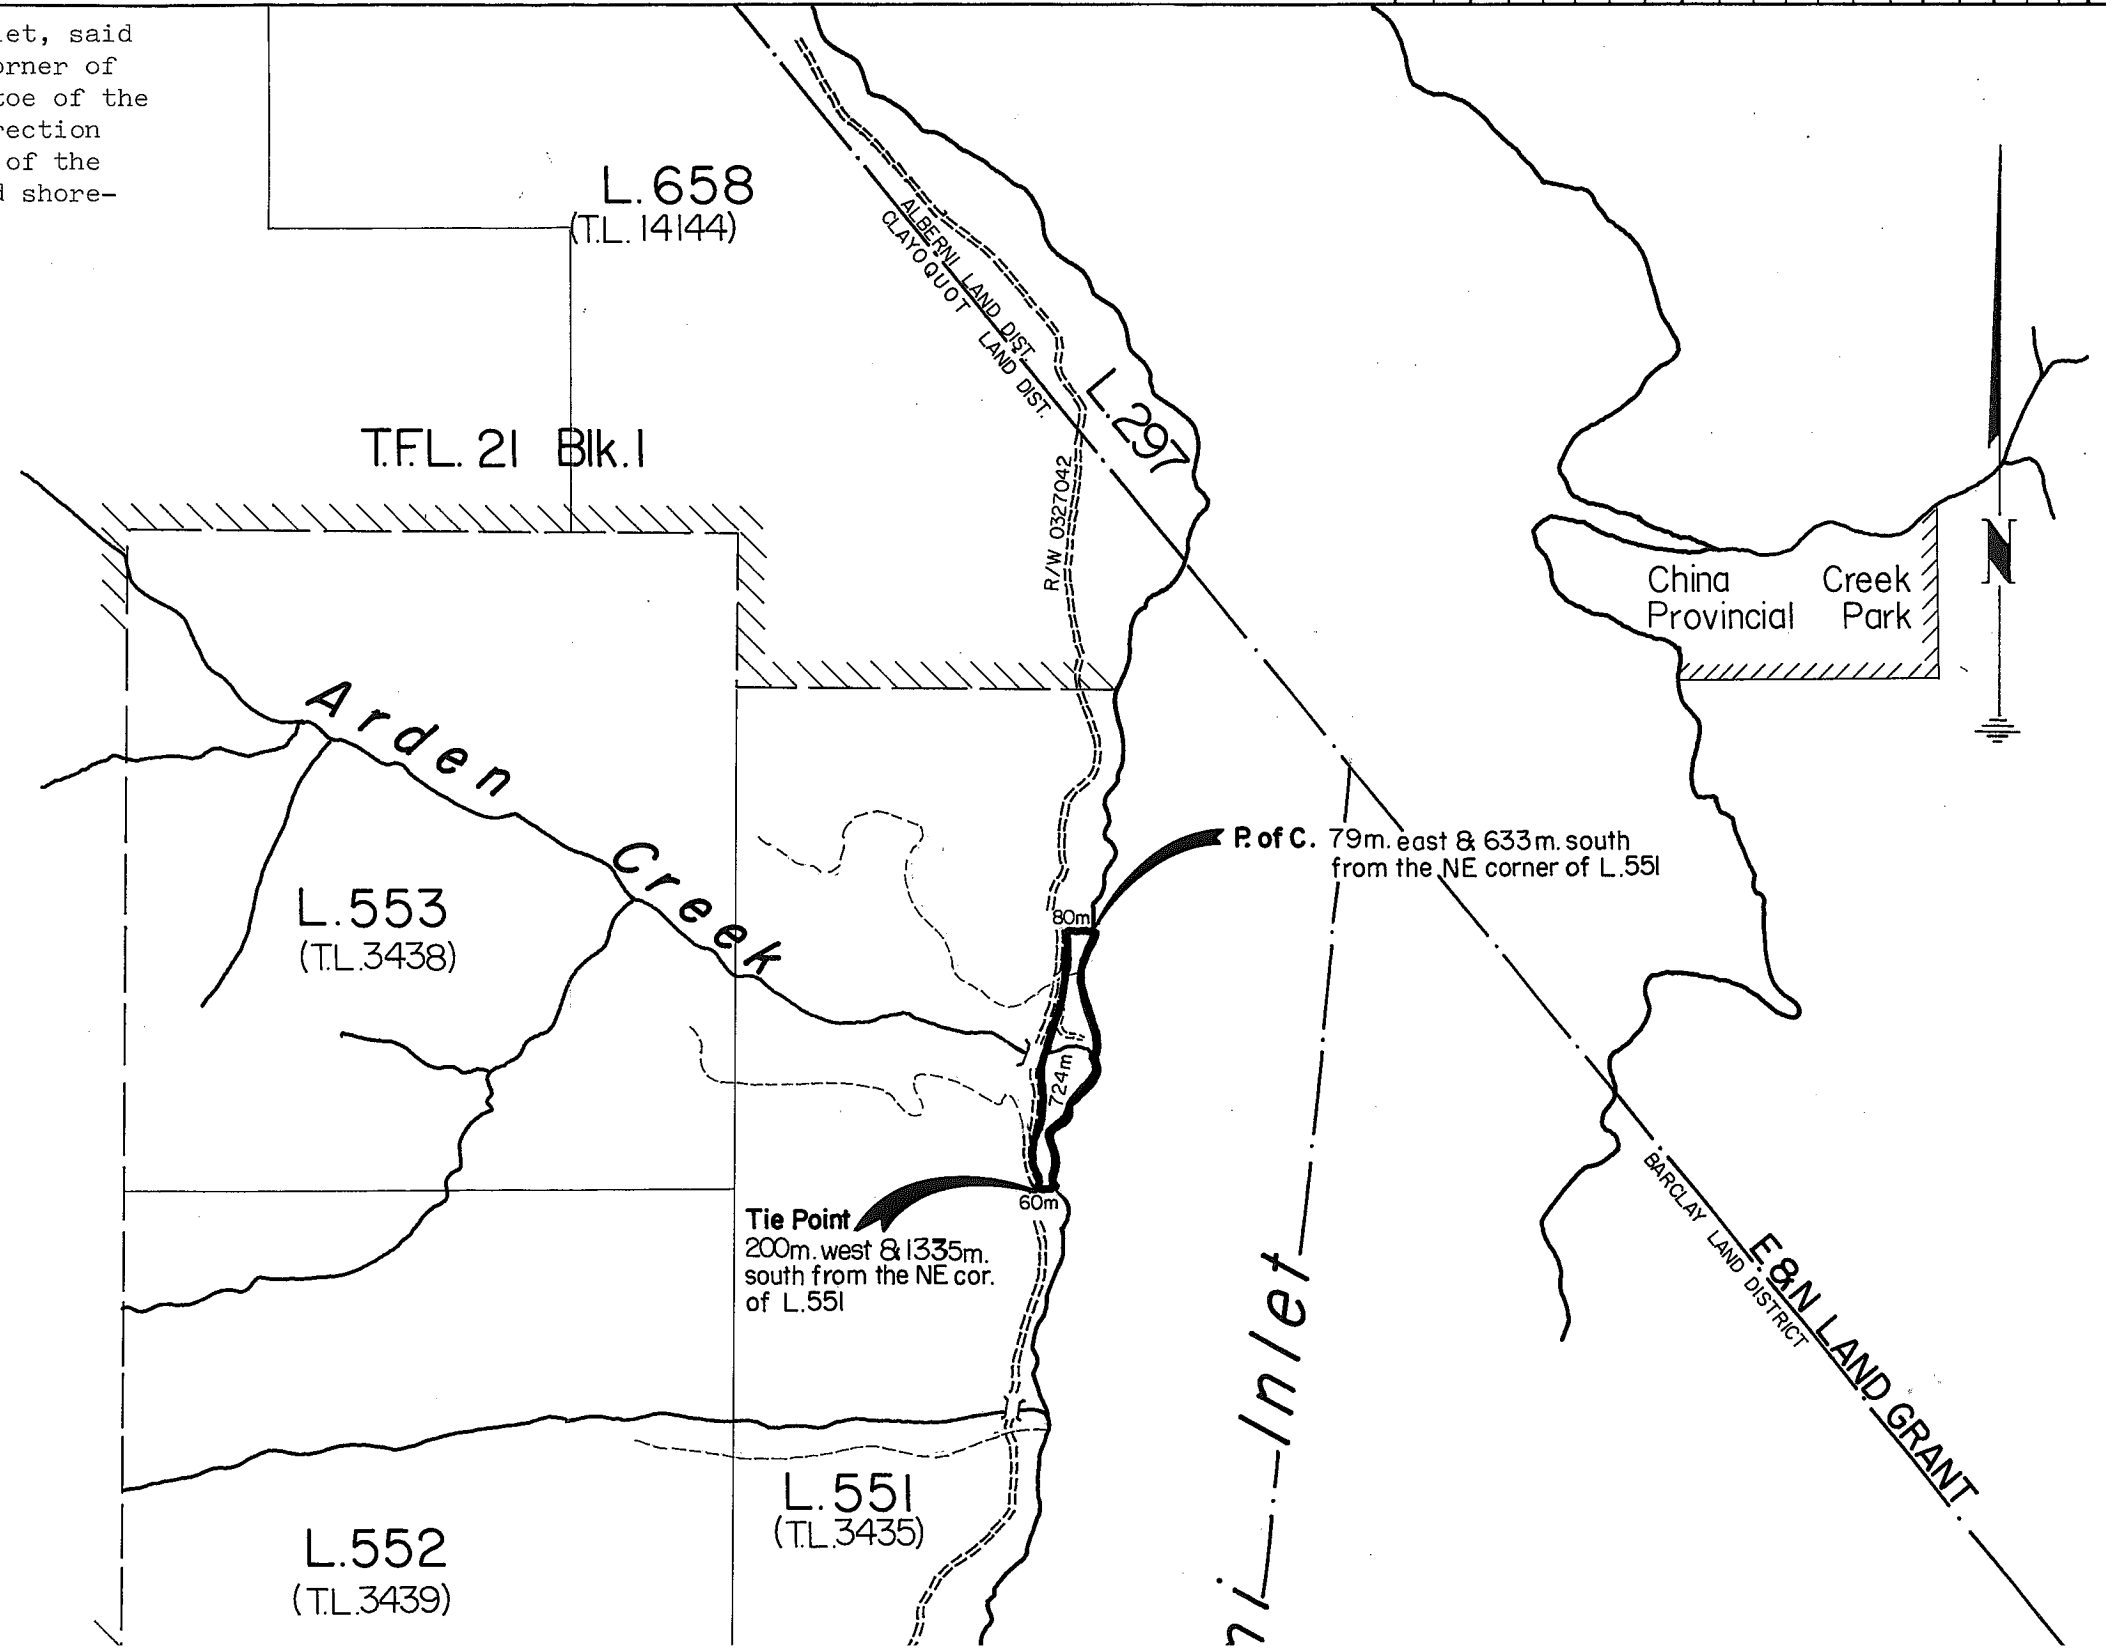 let, said
orner of
toe of the
rection
of the
d shore-
L.658
(T.L. 14144)
ALBERNI LAND DIST.
CLAYOQUOT LAND DIST.
L.297
T.F.L. 21 Blk.1
R/W 0327042
China Creek
Provincial Park
N
Arden Creek
P. of C. 79m. east & 633m. south
from the NE corner of L.551
80m
L.553
(T.L.3438)
724m
60m
Tie Point
200m. west & 1335m.
south from the NE cor.
of L.551
BARCLAY LAND DISTRICT
E.&N LAND GRANT
ni Inlet
L.551
(T.L.3435)
L.552
(T.L.3439)